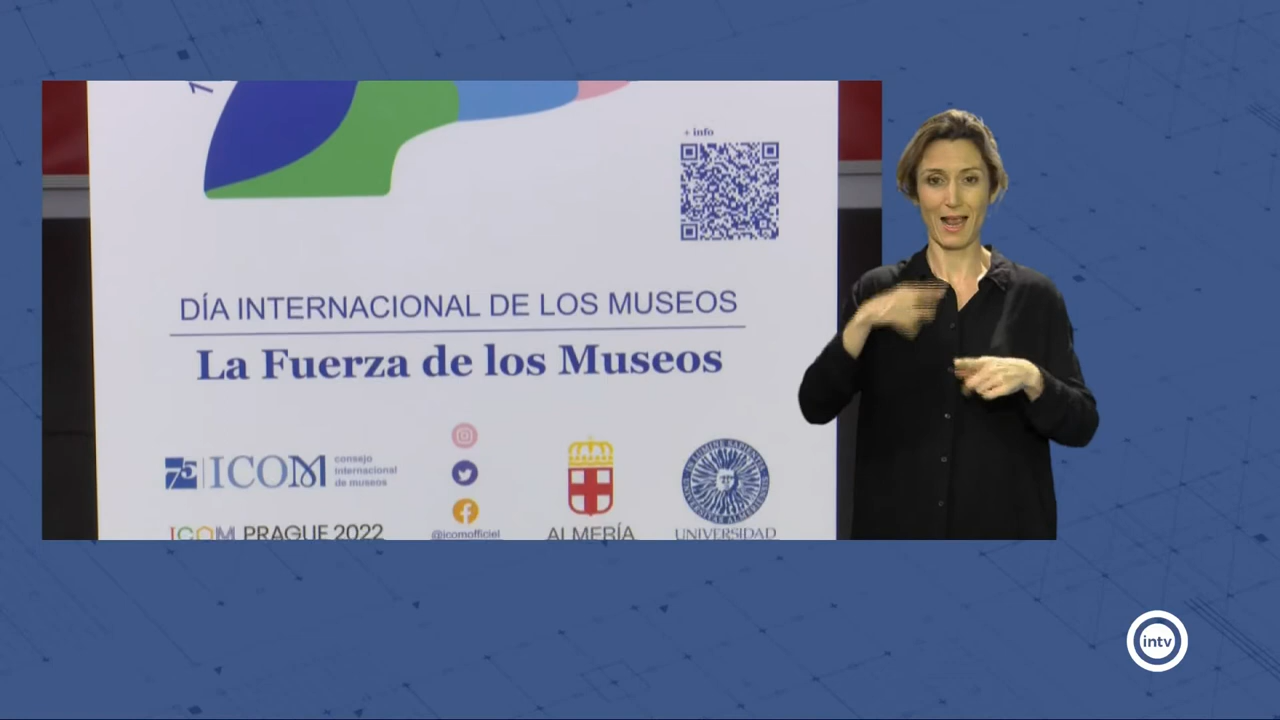 + info
DÍA INTERNACIONAL DE LOS MUSEOS
La Fuerza de los Museos
75 ICOM consejo
internacional
de museos
ICOM PRAGUE 2022
@icomofficiel
ALMERÍA
UNIVERSIDAD
intv